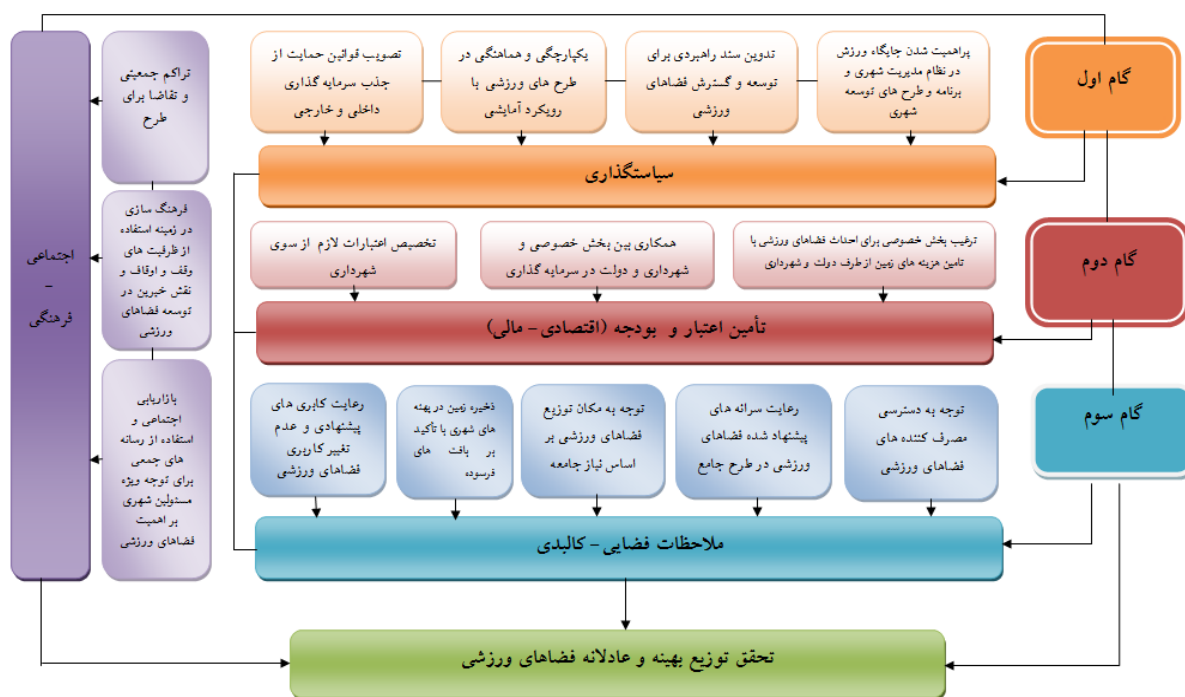 گام اول
پراهمیت شدن جایگاه ورزش
در نظام مدیریت شهری و
برنامه و طرح های توسعه
شهری
تدوین سند راهبردی برای
توسعه و گسترش فضاهای
ورزشی
یکپارچگی و هماهنگی در
طرح های ورزشی با
رویکرد آمایشی
تصویب قوانین حمایت از
جذب سرمایه گذاری
داخلی و خارجی
سیاستگذاری
گام دوم
ترغیب بخش خصوصی برای احداث فضاهای ورزشی با
تامین هزینه های زمین از طرف دولت و شهرداری
همکاری بین بخش خصوصی و
شهرداری و دولت در سرمایه گذاری
تخصیص اعتبارات لازم از سوی
شهرداری
تأمین اعتبار و بودجه (اقتصادی- مالی)
گام سوم
توجه به دسترسی
مصرف کننده های
فضاهای ورزشی
رعایت سرانه های
پیشنهاد شده فضاهای
ورزشی در طرح جامع
توجه به مکان توزیع
فضاهای ورزشی بر
اساس نیاز جامعه
ذخیره زمین در پهنه
های شهری با تأکید
بر بافت های
فرسوده
رعایت کابری های
پیشنهادی و عدم
تغییر کاربری
فضاهای ورزشی
ملاحظات فضایی- کالبدی
تراکم جمعیتی
و تقاضا برای
طرح
فرهنگ سازی
در زمینه استفاده
از ظرفیت های
وقف و اوقاف و
نقش خیرین در
توسعه فضاهای
ورزشی
بازاریابی
اجتماعی و
استفاده از رسانه
های جمعی
برای توجه ویژه
مسئولین شهری
بر اهمیت
فضاهای ورزشی
اجتماعی
-
فرهنگی
تحقق توزیع بهینه و عادلانه فضاهای ورزشی